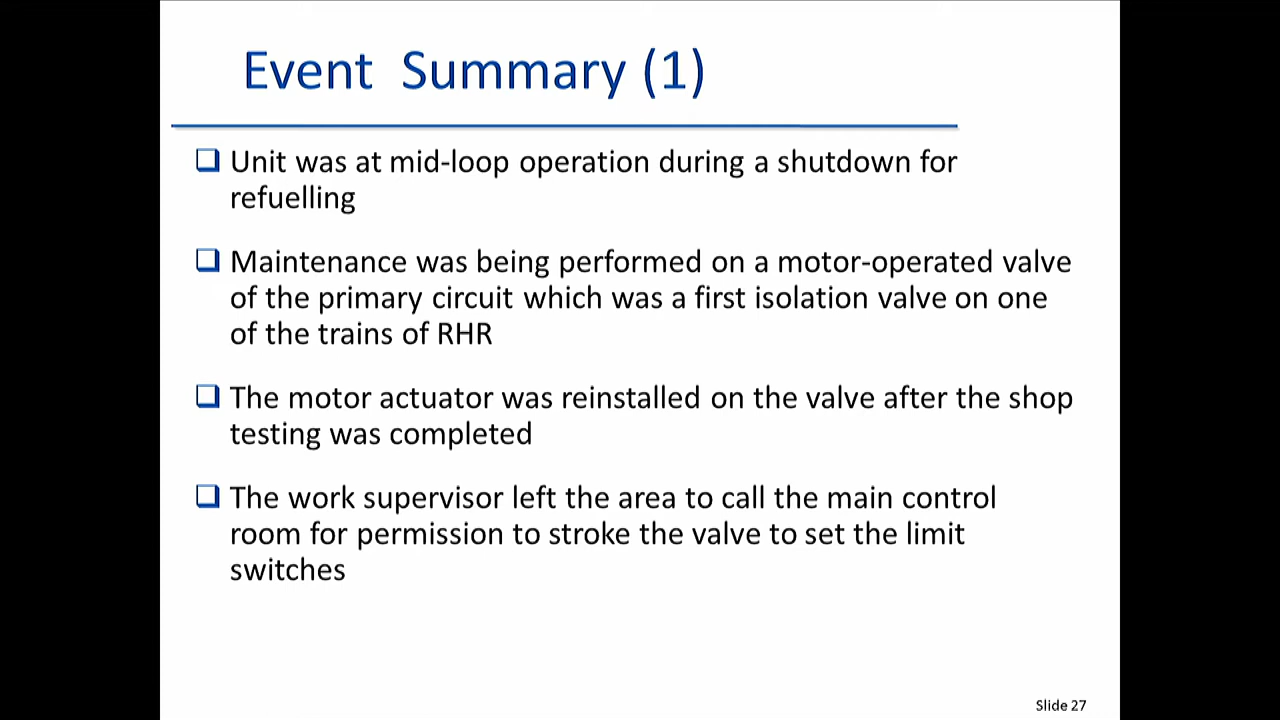 Event Summary (1)
Unit was at mid-loop operation during a shutdown for
refuelling
Maintenance was being performed on a motor-operated valve
of the primary circuit which was a first isolation valve on one
of the trains of RHR
The motor actuator was reinstalled on the valve after the shop
testing was completed
The work supervisor left the area to call the main control
room for permission to stroke the valve to set the limit
switches
Slide 27